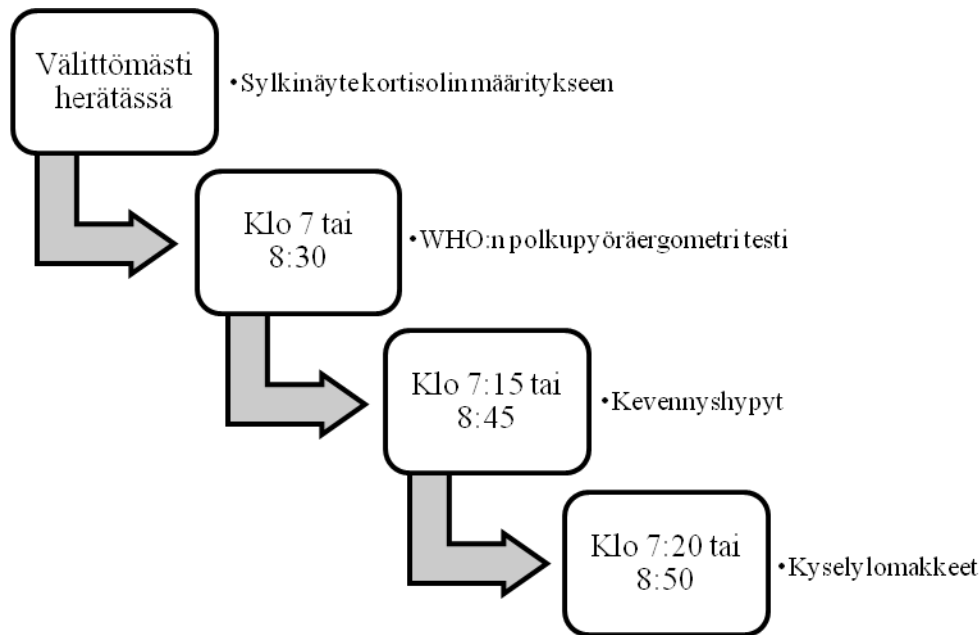 Välittömästi
herätässä
• Sylkinäyte kortisolin määritykseen
Klo 7 tai
8:30
• WHO:n polkupyöräergometri testi
Klo 7:15 tai
8:45
• Kevennyshypyt
Klo 7:20 tai
8:50
• Kyselylomakkeet